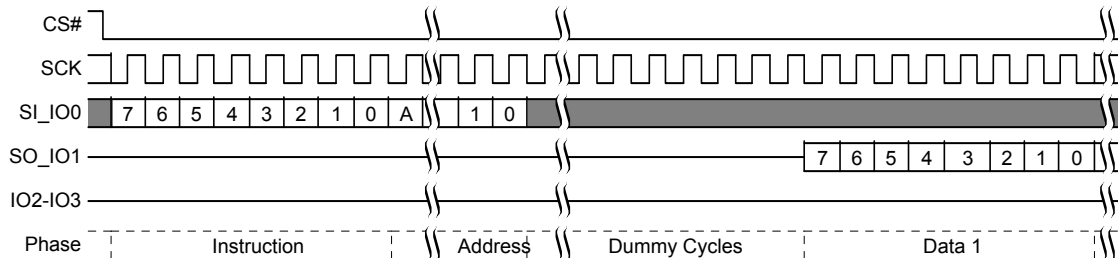 CS#
SCK
SI_IO0 7 6 5 4 3 2 1 0 A 1 0
SO_IO1 7 6 5 4 3 2 1 0
IO2-IO3
Phase Instruction Address Dummy Cycles Data 1